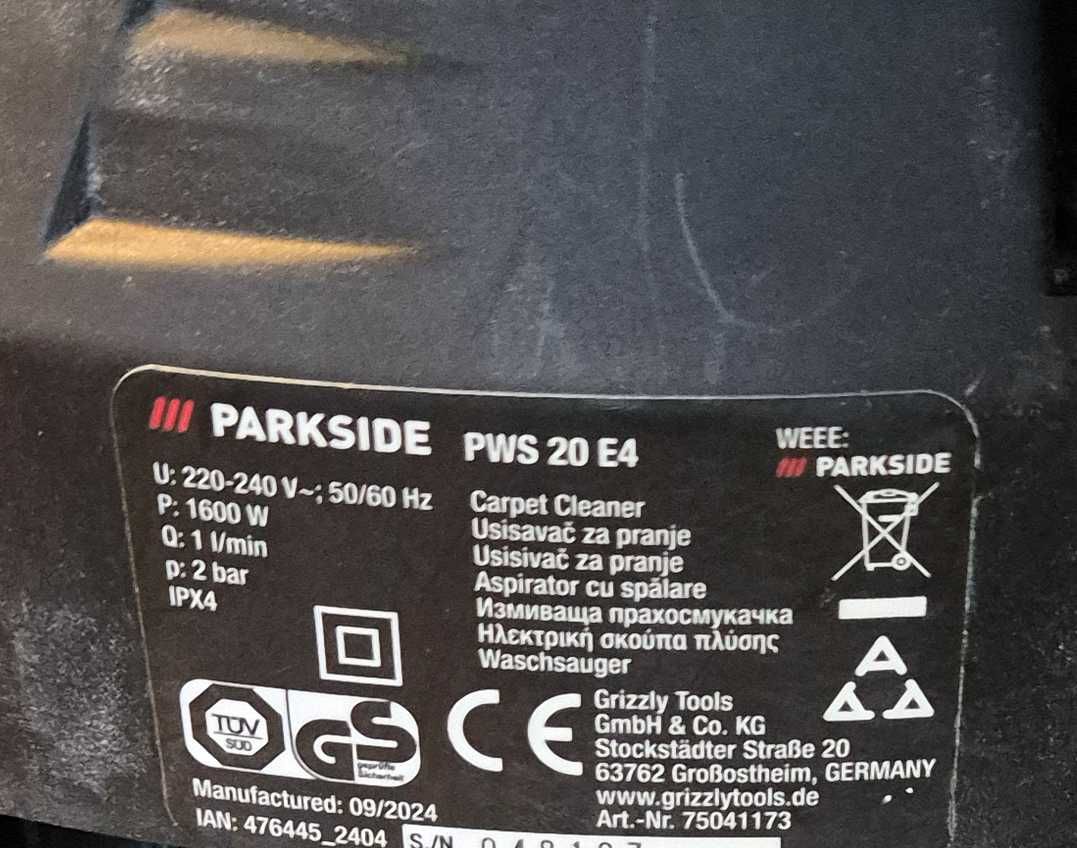 PARKSIDE PWS 20 E4
U: 220-240 V~; 50/60 Hz
P: 1600 W
Q: 1 l/min
p: 2 bar
IPX4
Carpet Cleaner
Usisavač za pranje
Usisivač za pranje
Aspirator cu spălare
Измиваща прахосмукачка
Ηλεκτρική σκούπα πλύσης
Waschsauger
WEEE:
PARKSIDE
TÜV
SÜD
GS
geprüfte
Sicherheit
CE
Grizzly Tools
GmbH & Co. KG
Stockstädter Straße 20
63762 Großostheim, GERMANY
www.grizzlytools.de
Art.-Nr. 75041173
Manufactured: 09/2024
IAN: 476445_2404
S./N